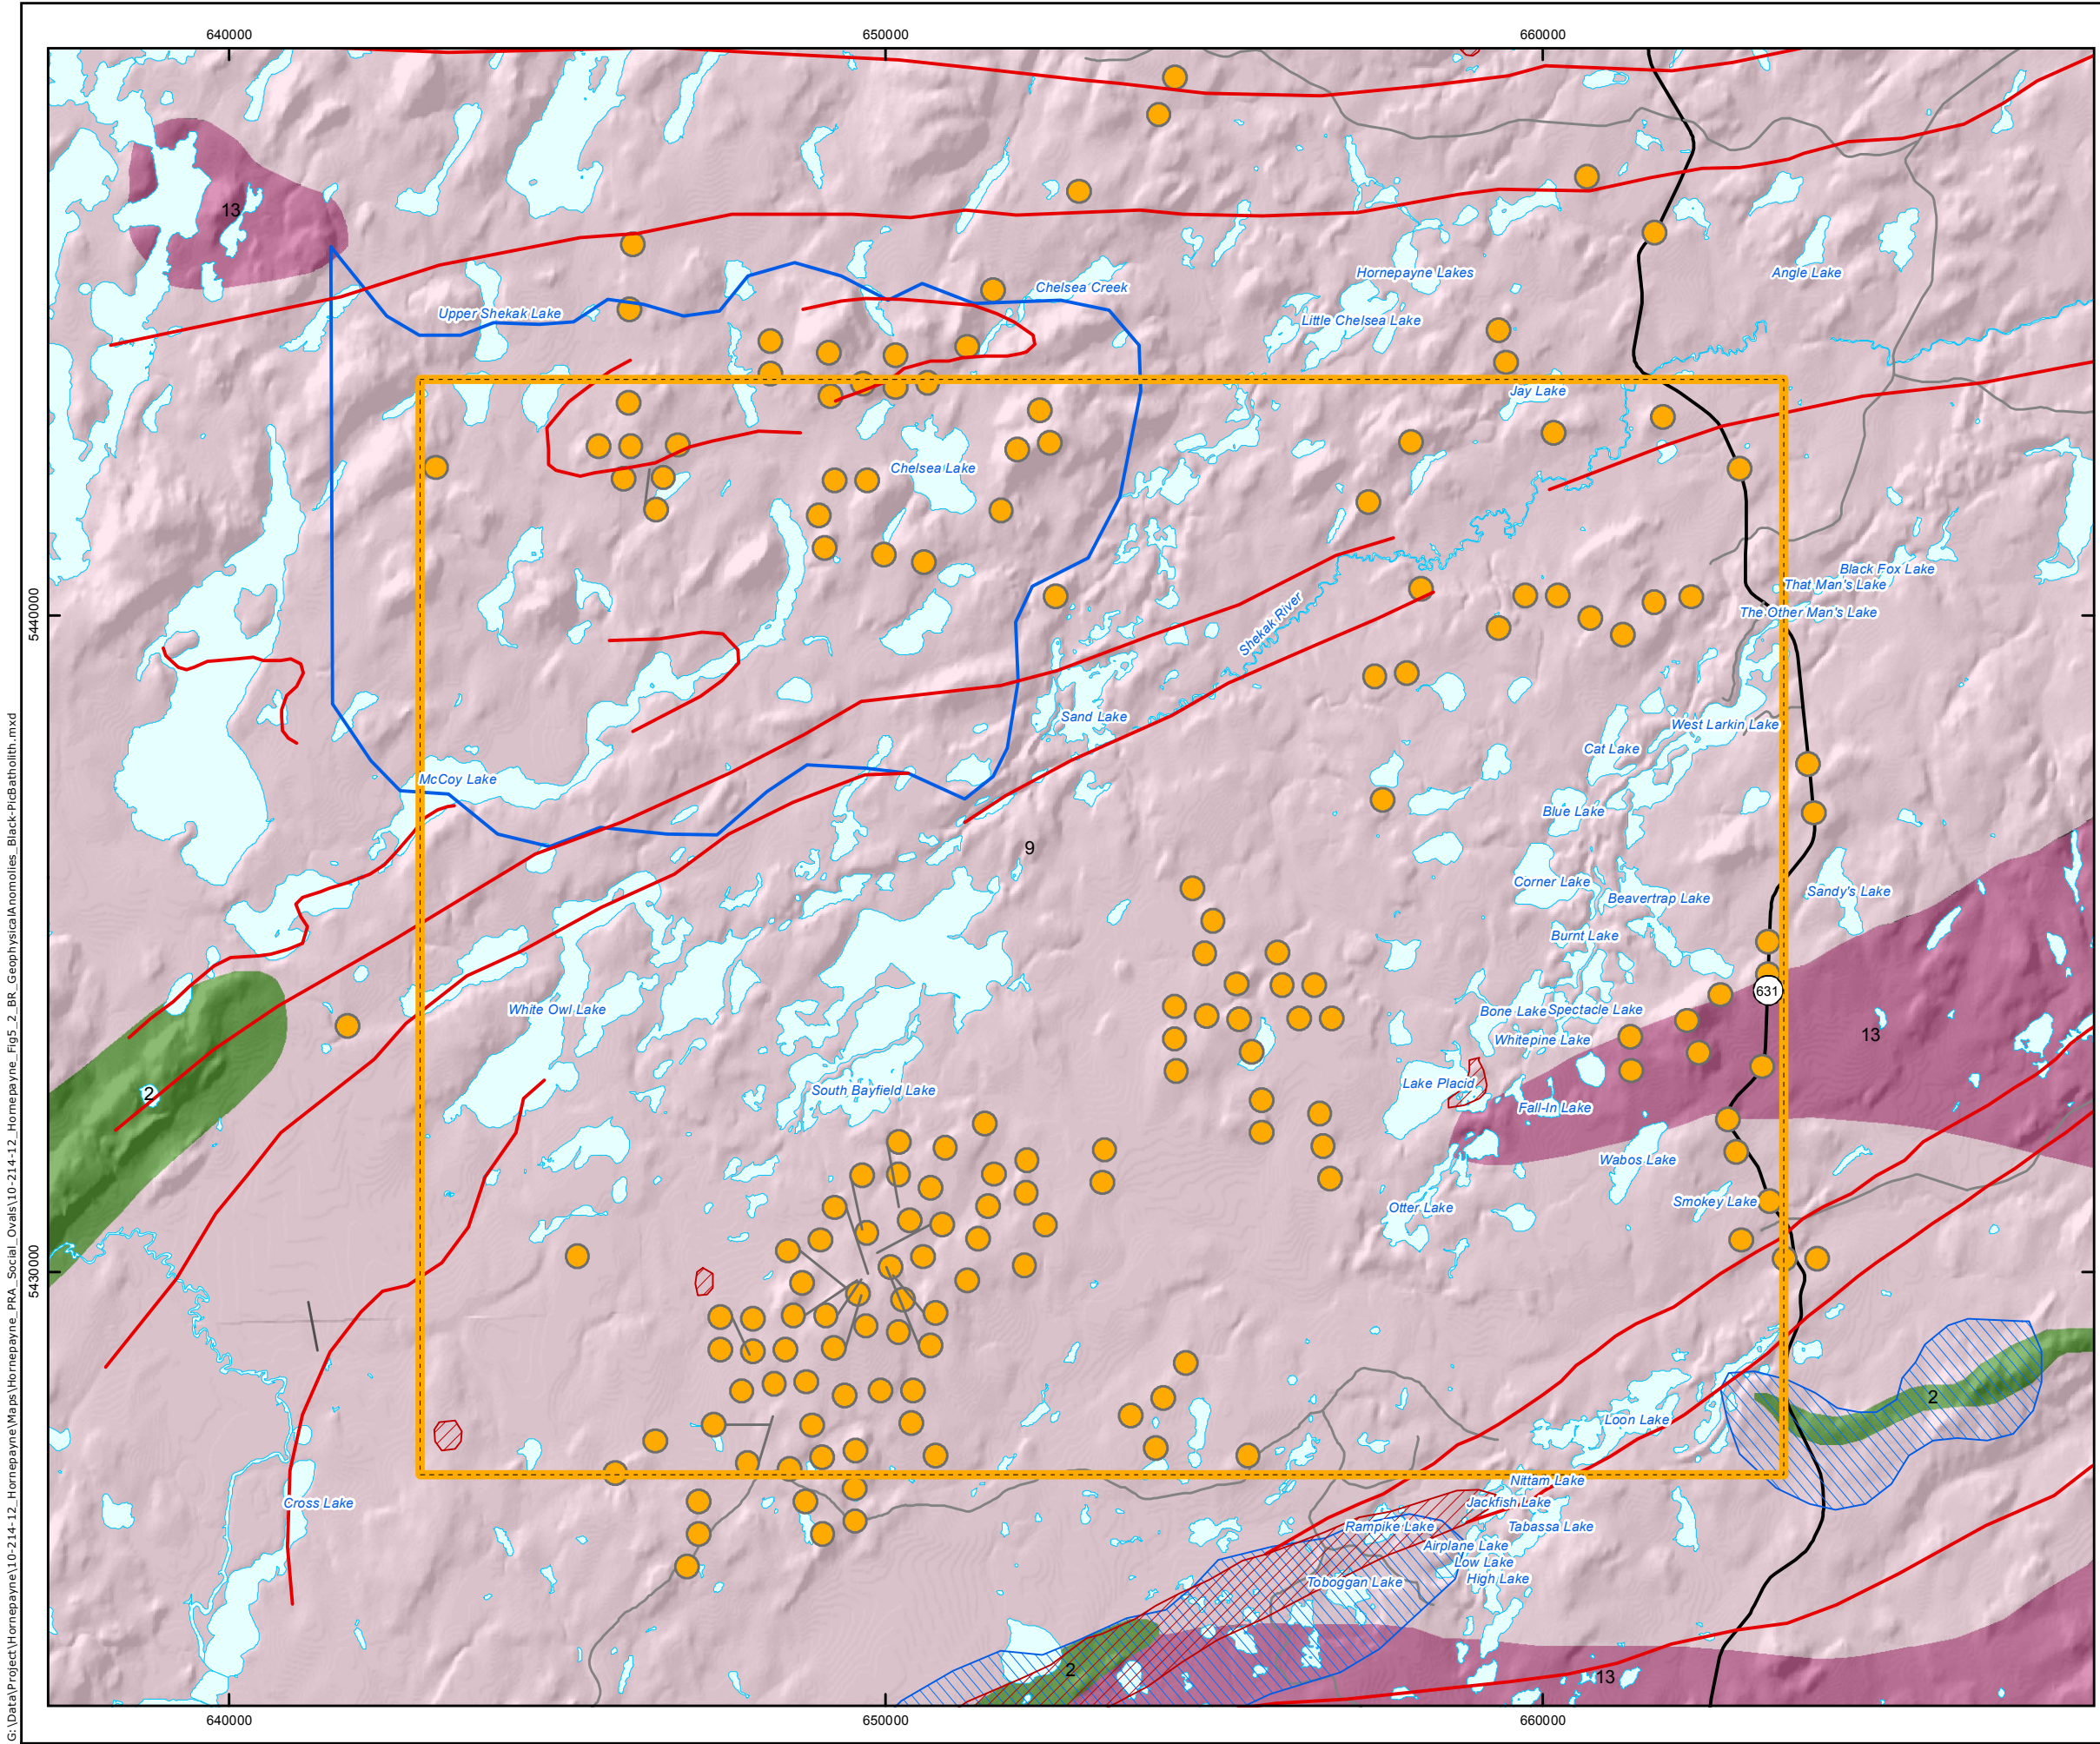 640000 650000 660000
13
Hornepayne Lakes
Angle Lake
Chelsea Creek
Upper Shekak Lake
Little Chelsea Lake
Jay Lake
Chelsea Lake
Black Fox Lake
That Man's Lake
The Other Man's Lake
5440000
Shekak River
Sand Lake
West Larkin Lake
Cat Lake
McCoy Lake
Blue Lake
9
Corner Lake
Sandy's Lake
Beavertrap Lake
Burnt Lake
631
White Owl Lake
Bone Lake
Spectacle Lake
Whitepine Lake
13
Lake Placid
2
South Bayfield Lake
Fall-In Lake
Wabos Lake
Smokey Lake
Otter Lake
5430000
2
Loon Lake
Nittam Lake
Cross Lake
Jackfish Lake
Rampike Lake
Tabassa Lake
Airplane Lake
Low Lake
High Lake
Toboggan Lake
2
13
640000 650000 660000
G:\Data\Project\Hornepayne\10-214-12_Hornepayne\Maps\Hornepayne_PRA_Social_Ovals\10-214-12_Hornepayne_Fig5_2_BR_GeophysicalAnomolies_Black-PicBatholith.mxd